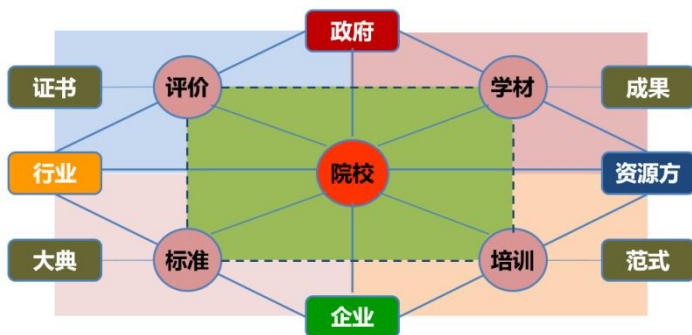 政府
证书
评价
学材
成果
行业
院校
资源方
大典
标准
培训
范式
企业